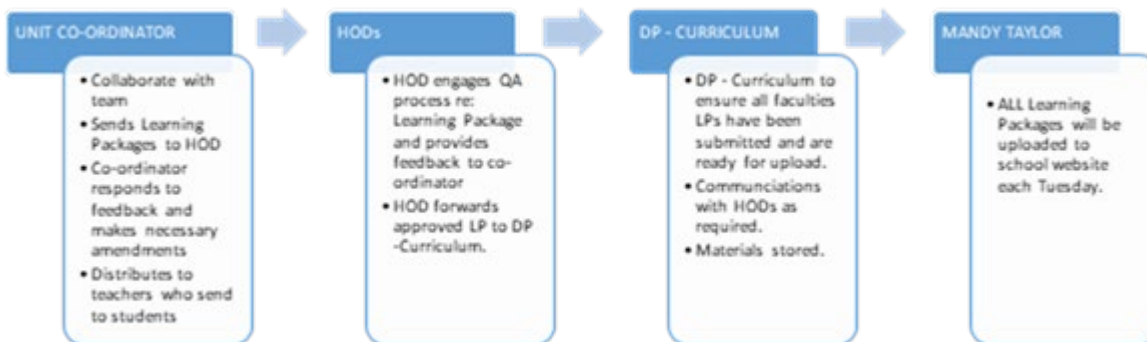 UNIT CO-ORDINATOR
• Collaborate with
team
• Sends Learning
Packages to HOD
• Co-ordinator
responds to
feedback and
makes necessary
amendments
• Distributes to
teachers who send
to students
HODs
• HOD engages QA
process re:
Learning Package
and provides
feedback to co-
ordinator
• HOD forwards
approved LP to DP
-Curriculum.
DP - CURRICULUM
• DP - Curriculum to
ensure all faculties
LPs have been
submitted and are
ready for upload.
• Communciations
with HODs as
required.
• Materials stored.
MANDY TAYLOR
• ALL Learning
Packages will be
uploaded to
school website
each Tuesday.